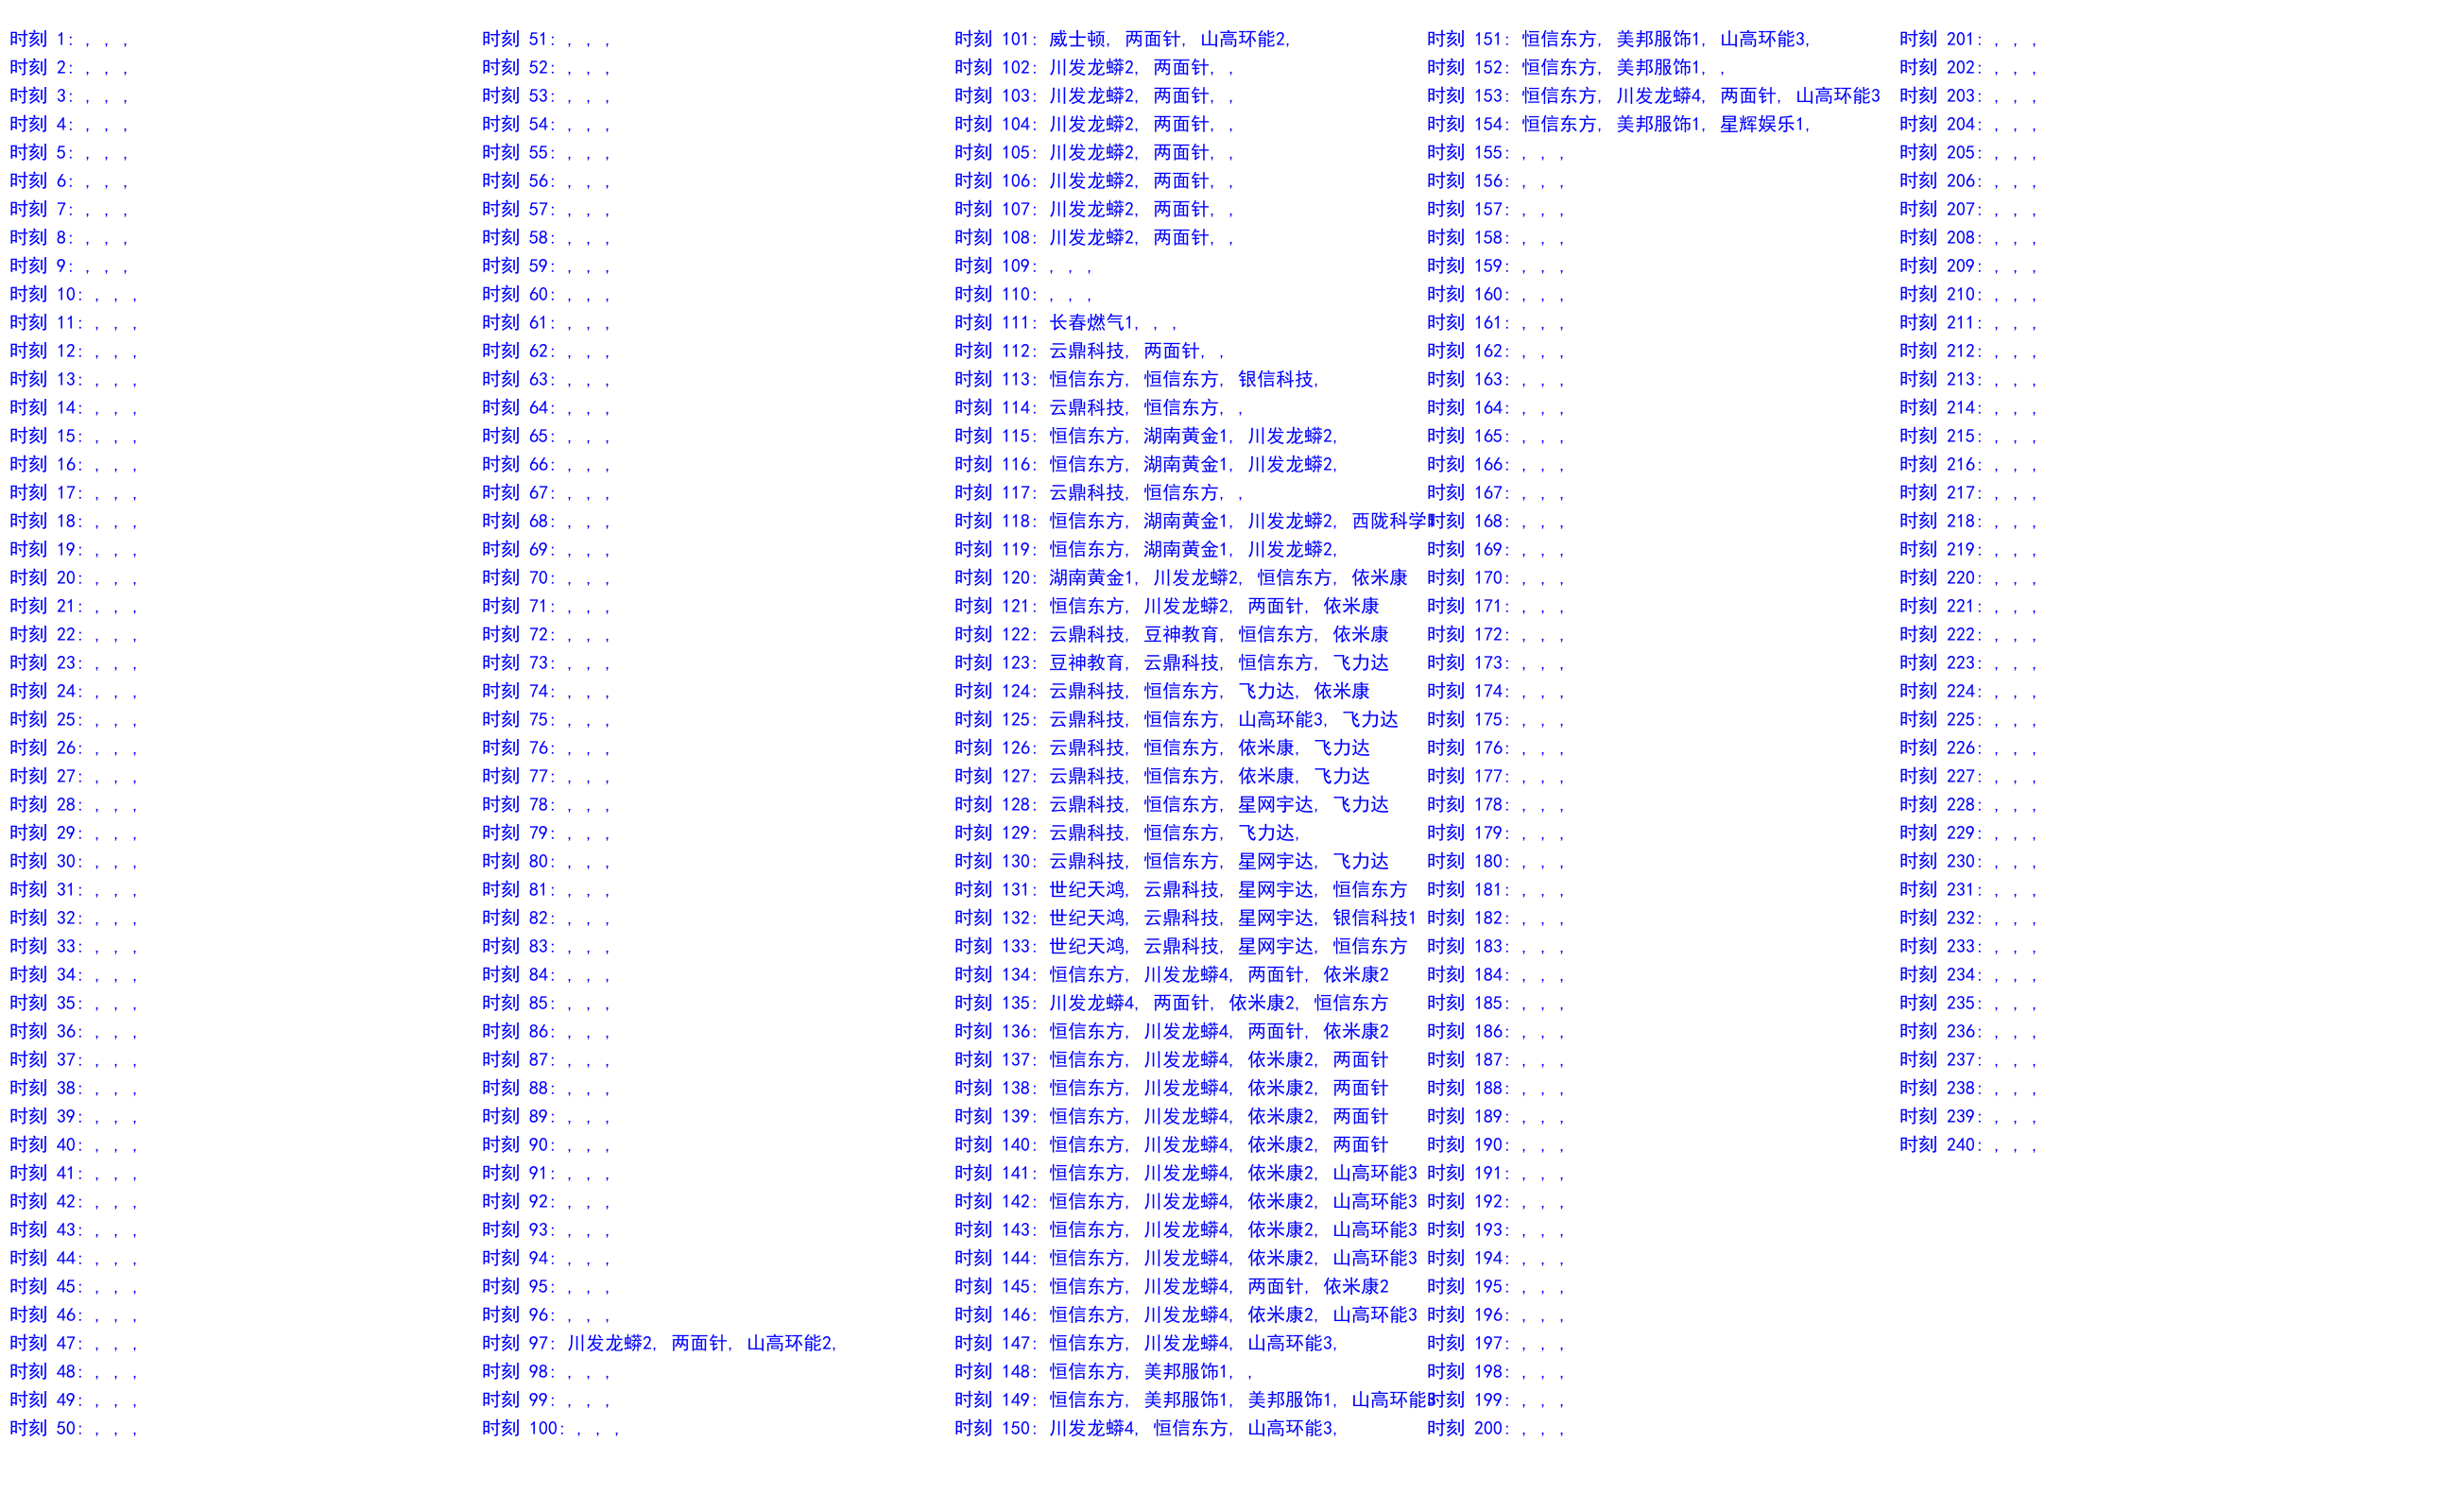 时刻 1: , , ,
时刻 2: , , ,
时刻 3: , , ,
时刻 4: , , ,
时刻 5: , , ,
时刻 6: , , ,
时刻 7: , , ,
时刻 8: , , ,
时刻 9: , , ,
时刻 10: , , ,
时刻 11: , , ,
时刻 12: , , ,
时刻 13: , , ,
时刻 14: , , ,
时刻 15: , , ,
时刻 16: , , ,
时刻 17: , , ,
时刻 18: , , ,
时刻 19: , , ,
时刻 20: , , ,
时刻 21: , , ,
时刻 22: , , ,
时刻 23: , , ,
时刻 24: , , ,
时刻 25: , , ,
时刻 26: , , ,
时刻 27: , , ,
时刻 28: , , ,
时刻 29: , , ,
时刻 30: , , ,
时刻 31: , , ,
时刻 32: , , ,
时刻 33: , , ,
时刻 34: , , ,
时刻 35: , , ,
时刻 36: , , ,
时刻 37: , , ,
时刻 38: , , ,
时刻 39: , , ,
时刻 40: , , ,
时刻 41: , , ,
时刻 42: , , ,
时刻 43: , , ,
时刻 44: , , ,
时刻 45: , , ,
时刻 46: , , ,
时刻 47: , , ,
时刻 48: , , ,
时刻 49: , , ,
时刻 50: , , ,
时刻 51: , , ,
时刻 52: , , ,
时刻 53: , , ,
时刻 54: , , ,
时刻 55: , , ,
时刻 56: , , ,
时刻 57: , , ,
时刻 58: , , ,
时刻 59: , , ,
时刻 60: , , ,
时刻 61: , , ,
时刻 62: , , ,
时刻 63: , , ,
时刻 64: , , ,
时刻 65: , , ,
时刻 66: , , ,
时刻 67: , , ,
时刻 68: , , ,
时刻 69: , , ,
时刻 70: , , ,
时刻 71: , , ,
时刻 72: , , ,
时刻 73: , , ,
时刻 74: , , ,
时刻 75: , , ,
时刻 76: , , ,
时刻 77: , , ,
时刻 78: , , ,
时刻 79: , , ,
时刻 80: , , ,
时刻 81: , , ,
时刻 82: , , ,
时刻 83: , , ,
时刻 84: , , ,
时刻 85: , , ,
时刻 86: , , ,
时刻 87: , , ,
时刻 88: , , ,
时刻 89: , , ,
时刻 90: , , ,
时刻 91: , , ,
时刻 92: , , ,
时刻 93: , , ,
时刻 94: , , ,
时刻 95: , , ,
时刻 96: , , ,
时刻 97: 川发龙蟒2, 两面针, 山高环能2,
时刻 98: , , ,
时刻 99: , , ,
时刻 100: , , ,
时刻 101: 威士顿, 两面针, 山高环能2,
时刻 102: 川发龙蟒2, 两面针, ,
时刻 103: 川发龙蟒2, 两面针, ,
时刻 104: 川发龙蟒2, 两面针, ,
时刻 105: 川发龙蟒2, 两面针, ,
时刻 106: 川发龙蟒2, 两面针, ,
时刻 107: 川发龙蟒2, 两面针, ,
时刻 108: 川发龙蟒2, 两面针, ,
时刻 109: , , ,
时刻 110: , , ,
时刻 111: 长春燃气1, , ,
时刻 112: 云鼎科技, 两面针, ,
时刻 113: 恒信东方, 恒信东方, 银信科技,
时刻 114: 云鼎科技, 恒信东方, ,
时刻 115: 恒信东方, 湖南黄金1, 川发龙蟒2,
时刻 116: 恒信东方, 湖南黄金1, 川发龙蟒2,
时刻 117: 云鼎科技, 恒信东方, ,
时刻 118: 恒信东方, 湖南黄金1, 川发龙蟒2, 西陇科学
时刻 119: 恒信东方, 湖南黄金1, 川发龙蟒2,
时刻 120: 湖南黄金1, 川发龙蟒2, 恒信东方, 依米康
时刻 121: 恒信东方, 川发龙蟒2, 两面针, 依米康
时刻 122: 云鼎科技, 豆神教育, 恒信东方, 依米康
时刻 123: 豆神教育, 云鼎科技, 恒信东方, 飞力达
时刻 124: 云鼎科技, 恒信东方, 飞力达, 依米康
时刻 125: 云鼎科技, 恒信东方, 山高环能3, 飞力达
时刻 126: 云鼎科技, 恒信东方, 依米康, 飞力达
时刻 127: 云鼎科技, 恒信东方, 依米康, 飞力达
时刻 128: 云鼎科技, 恒信东方, 星网宇达, 飞力达
时刻 129: 云鼎科技, 恒信东方, 飞力达,
时刻 130: 云鼎科技, 恒信东方, 星网宇达, 飞力达
时刻 131: 世纪天鸿, 云鼎科技, 星网宇达, 恒信东方
时刻 132: 世纪天鸿, 云鼎科技, 星网宇达, 银信科技1
时刻 133: 世纪天鸿, 云鼎科技, 星网宇达, 恒信东方
时刻 134: 恒信东方, 川发龙蟒4, 两面针, 依米康2
时刻 135: 川发龙蟒4, 两面针, 依米康2, 恒信东方
时刻 136: 恒信东方, 川发龙蟒4, 两面针, 依米康2
时刻 137: 恒信东方, 川发龙蟒4, 依米康2, 两面针
时刻 138: 恒信东方, 川发龙蟒4, 依米康2, 两面针
时刻 139: 恒信东方, 川发龙蟒4, 依米康2, 两面针
时刻 140: 恒信东方, 川发龙蟒4, 依米康2, 两面针
时刻 141: 恒信东方, 川发龙蟒4, 依米康2, 山高环能3
时刻 142: 恒信东方, 川发龙蟒4, 依米康2, 山高环能3
时刻 143: 恒信东方, 川发龙蟒4, 依米康2, 山高环能3
时刻 144: 恒信东方, 川发龙蟒4, 依米康2, 山高环能3
时刻 145: 恒信东方, 川发龙蟒4, 两面针, 依米康2
时刻 146: 恒信东方, 川发龙蟒4, 依米康2, 山高环能3
时刻 147: 恒信东方, 川发龙蟒4, 山高环能3,
时刻 148: 恒信东方, 美邦服饰1, ,
时刻 149: 恒信东方, 美邦服饰1, 美邦服饰1, 山高环能
时刻 150: 川发龙蟒4, 恒信东方, 山高环能3,
时刻 151: 恒信东方, 美邦服饰1, 山高环能3,
时刻 152: 恒信东方, 美邦服饰1, ,
时刻 153: 恒信东方, 川发龙蟒4, 两面针, 山高环能3
时刻 154: 恒信东方, 美邦服饰1, 星辉娱乐1,
时刻 155: , , ,
时刻 156: , , ,
时刻 157: , , ,
时刻 158: , , ,
时刻 159: , , ,
时刻 160: , , ,
时刻 161: , , ,
时刻 162: , , ,
时刻 163: , , ,
时刻 164: , , ,
时刻 165: , , ,
时刻 166: , , ,
时刻 167: , , ,
时刻 168: , , ,
时刻 169: , , ,
时刻 170: , , ,
时刻 171: , , ,
时刻 172: , , ,
时刻 173: , , ,
时刻 174: , , ,
时刻 175: , , ,
时刻 176: , , ,
时刻 177: , , ,
时刻 178: , , ,
时刻 179: , , ,
时刻 180: , , ,
时刻 181: , , ,
时刻 182: , , ,
时刻 183: , , ,
时刻 184: , , ,
时刻 185: , , ,
时刻 186: , , ,
时刻 187: , , ,
时刻 188: , , ,
时刻 189: , , ,
时刻 190: , , ,
时刻 191: , , ,
时刻 192: , , ,
时刻 193: , , ,
时刻 194: , , ,
时刻 195: , , ,
时刻 196: , , ,
时刻 197: , , ,
时刻 198: , , ,
时刻 199: , , ,
时刻 200: , , ,
时刻 201: , , ,
时刻 202: , , ,
时刻 203: , , ,
时刻 204: , , ,
时刻 205: , , ,
时刻 206: , , ,
时刻 207: , , ,
时刻 208: , , ,
时刻 209: , , ,
时刻 210: , , ,
时刻 211: , , ,
时刻 212: , , ,
时刻 213: , , ,
时刻 214: , , ,
时刻 215: , , ,
时刻 216: , , ,
时刻 217: , , ,
时刻 218: , , ,
时刻 219: , , ,
时刻 220: , , ,
时刻 221: , , ,
时刻 222: , , ,
时刻 223: , , ,
时刻 224: , , ,
时刻 225: , , ,
时刻 226: , , ,
时刻 227: , , ,
时刻 228: , , ,
时刻 229: , , ,
时刻 230: , , ,
时刻 231: , , ,
时刻 232: , , ,
时刻 233: , , ,
时刻 234: , , ,
时刻 235: , , ,
时刻 236: , , ,
时刻 237: , , ,
时刻 238: , , ,
时刻 239: , , ,
时刻 240: , , ,